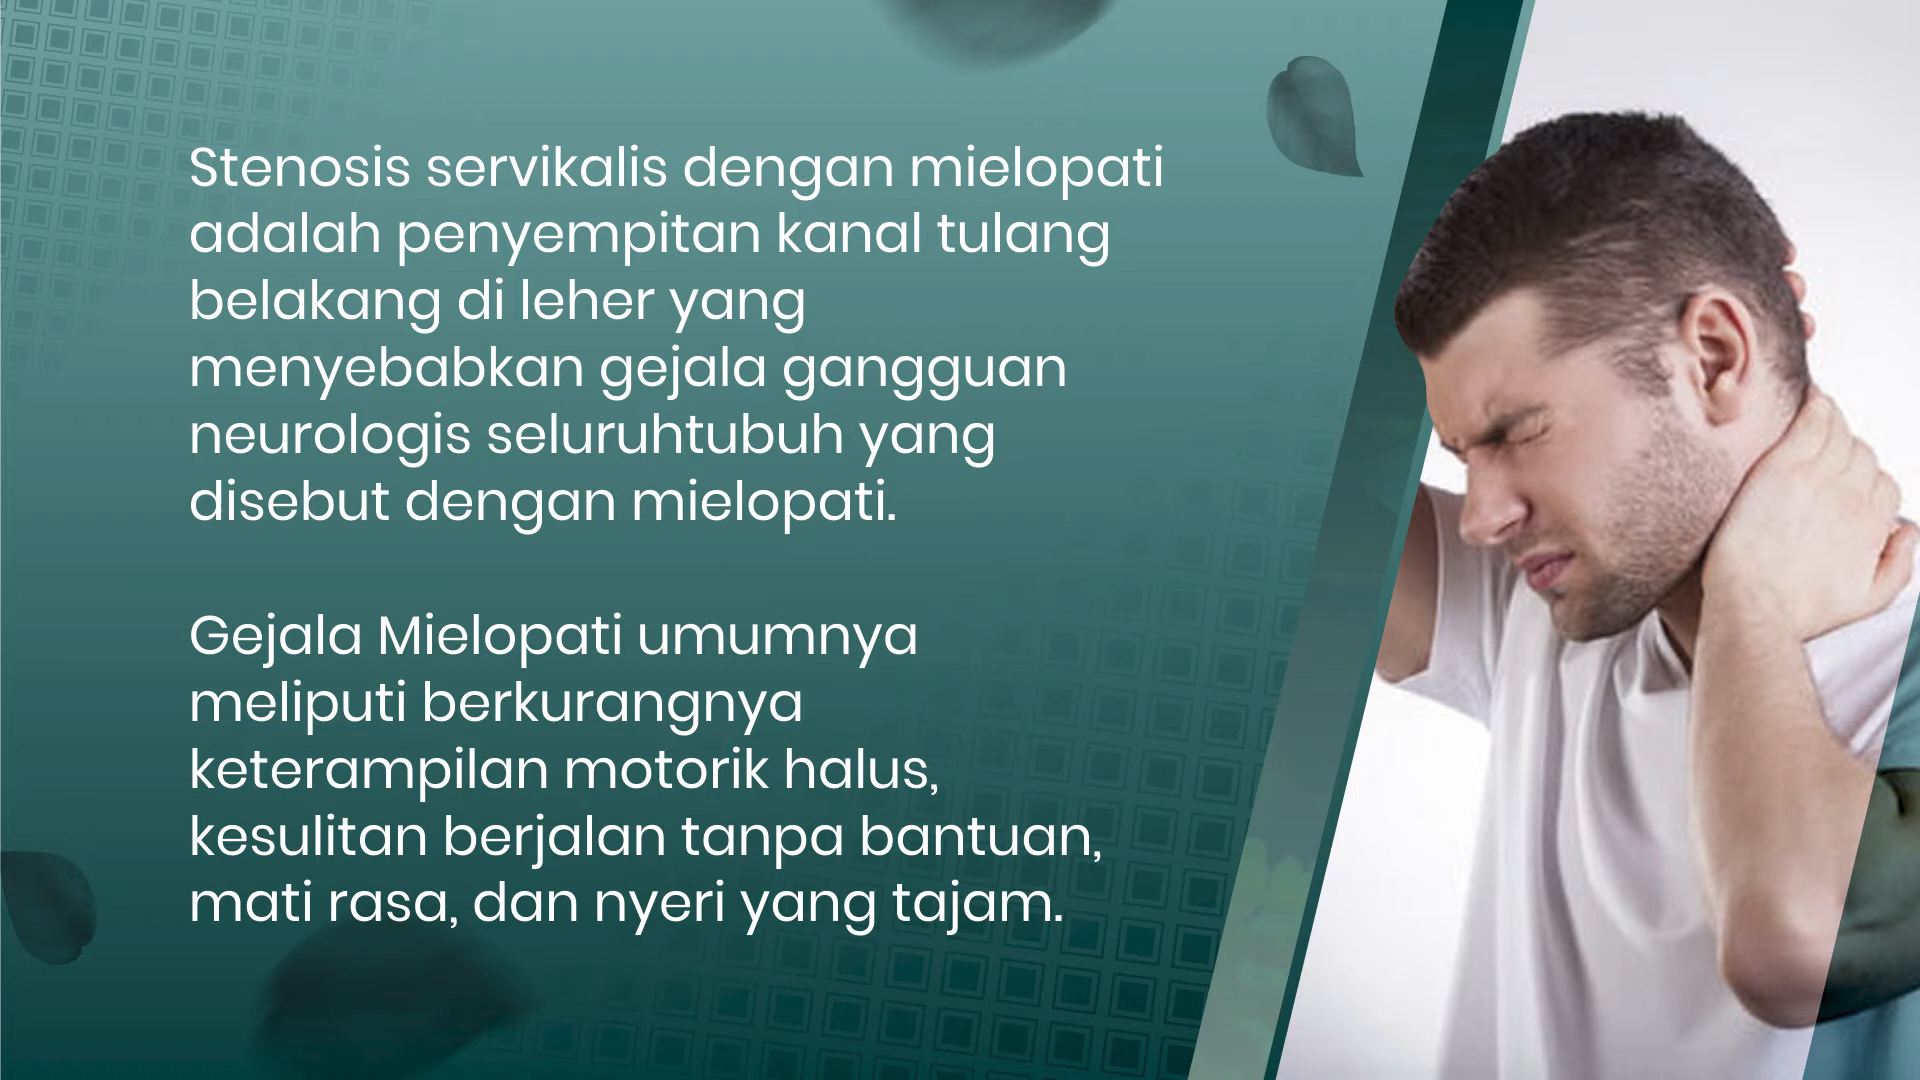 Stenosis servikalis dengan mielopati
adalah penyempitan kanal tulang
belakang di leher yang
menyebabkan gejala gangguan
neurologis seluruhtubuh yang
disebut dengan mielopati.
Gejala Mielopati umumnya
meliputi berkurangnya
keterampilan motorik halus,
kesulitan berjalan tanpa bantuan,
mati rasa, dan nyeri yang tajam.